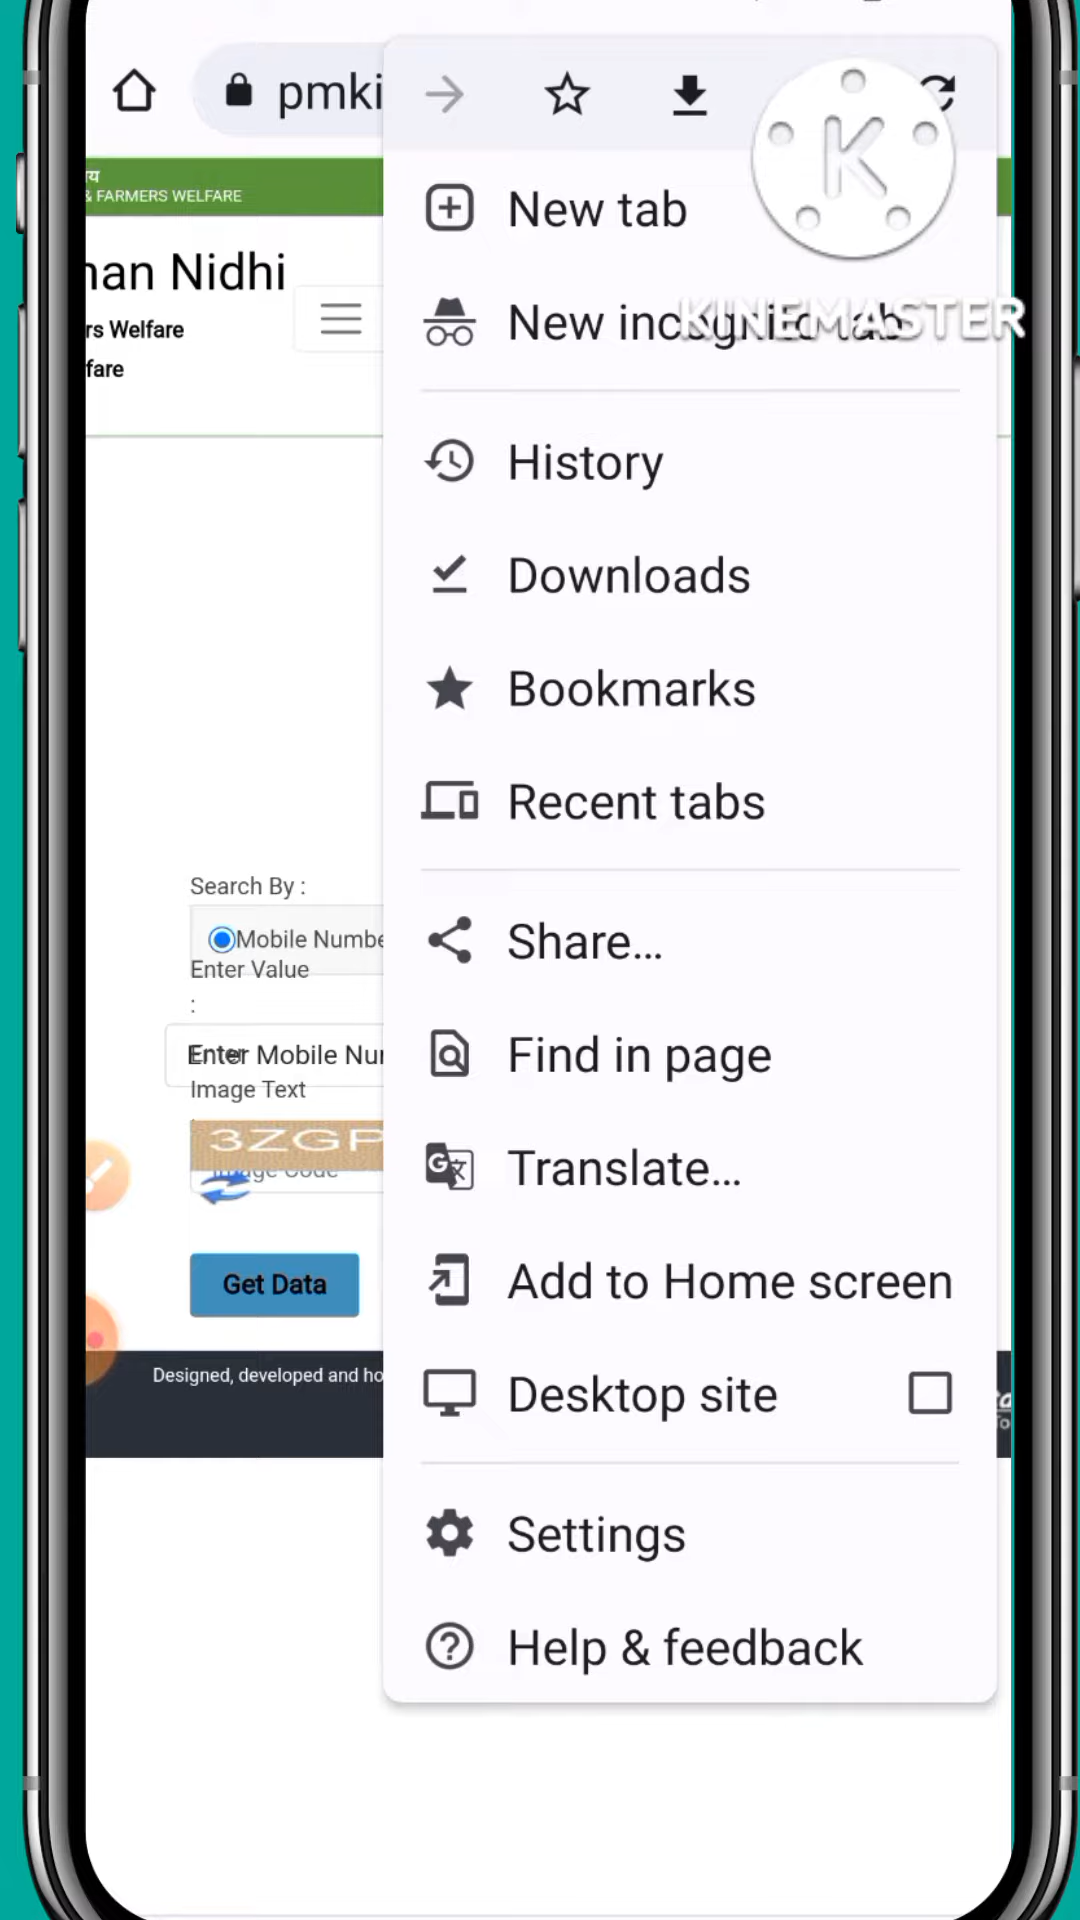 pmki
य
& FARMERS WELFARE
han Nidhi
rs Welfare
fare
New tab
New incognito tab
K
KINEMASTER
History
Downloads
Bookmarks
Recent tabs
Share...
Find in page
Translate...
Add to Home screen
Desktop site
Settings
Help & feedback
Search By :
Mobile Numbe
Enter Value
:
Enter Mobile Nur
Enter
Image Text
3ZGP
Image Code
Get Data
Designed, developed and ho